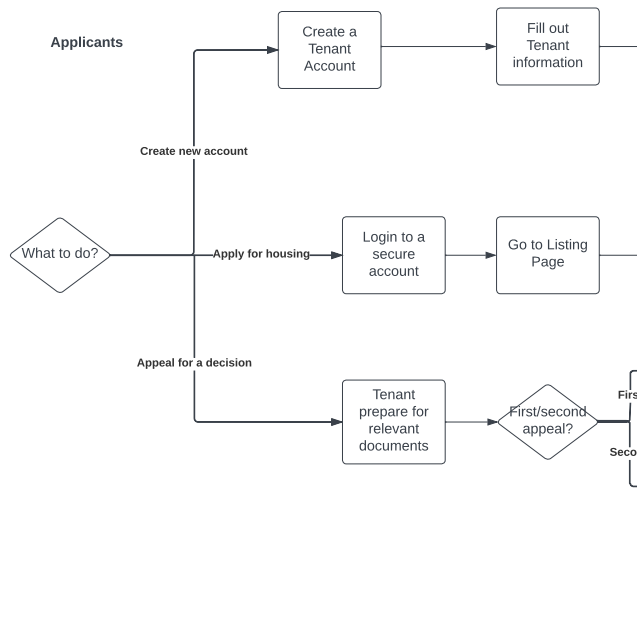 Applicants
Create a
Tenant
Account
Fill out
Tenant
information
Create new account
What to do?
Apply for housing
Login to a
secure
account
Go to Listing
Page
Appeal for a decision
Tenant
prepare for
relevant
documents
First/second
appeal?
Firs
Seco